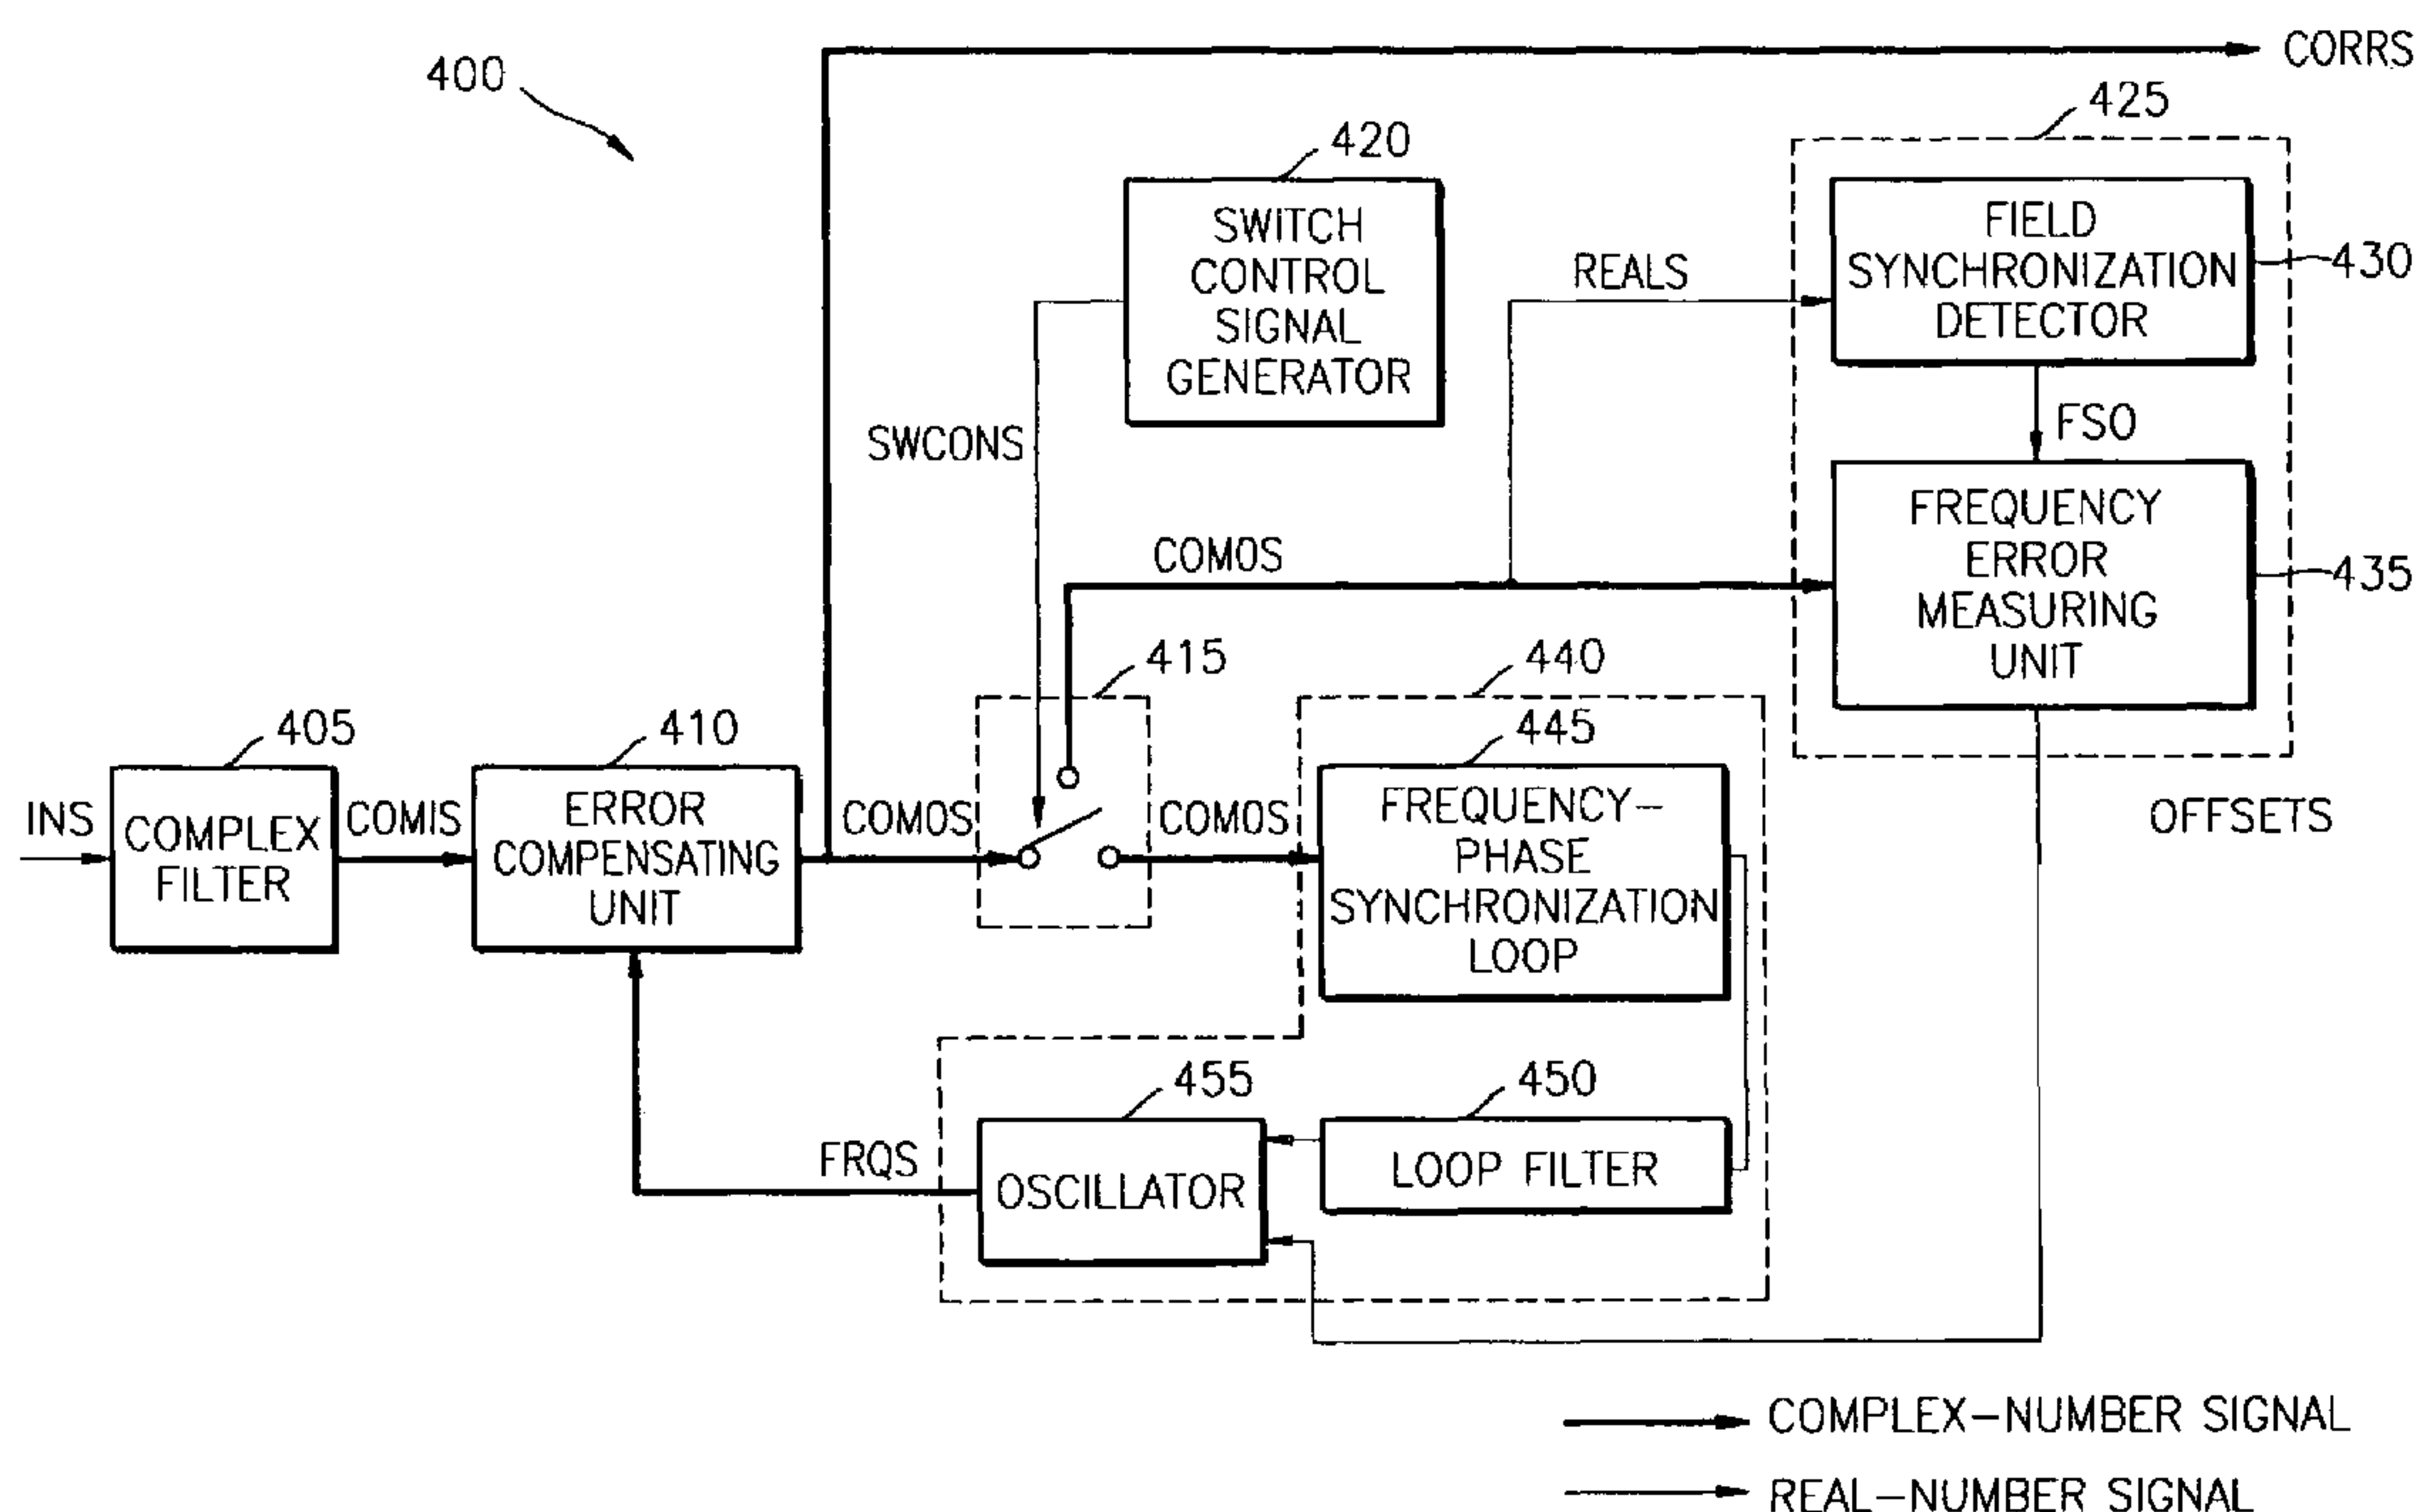 400
CORRS
425
420
SWITCH
CONTROL
SIGNAL
GENERATOR
REALS
FIELD
SYNCHRONIZATION
DETECTOR
430
SWCONS
FSO
COMOS
FREQUENCY
ERROR
MEASURING
UNIT
435
415
440
405
410
445
INS
COMPLEX
FILTER
COMIS
ERROR
COMPENSATING
UNIT
COMOS
COMOS
FREQUENCY-
PHASE
SYNCHRONIZATION
LOOP
OFFSETS
455
450
FRQS
OSCILLATOR
LOOP FILTER
COMPLEX-NUMBER SIGNAL
REAL-NUMBER SIGNAL